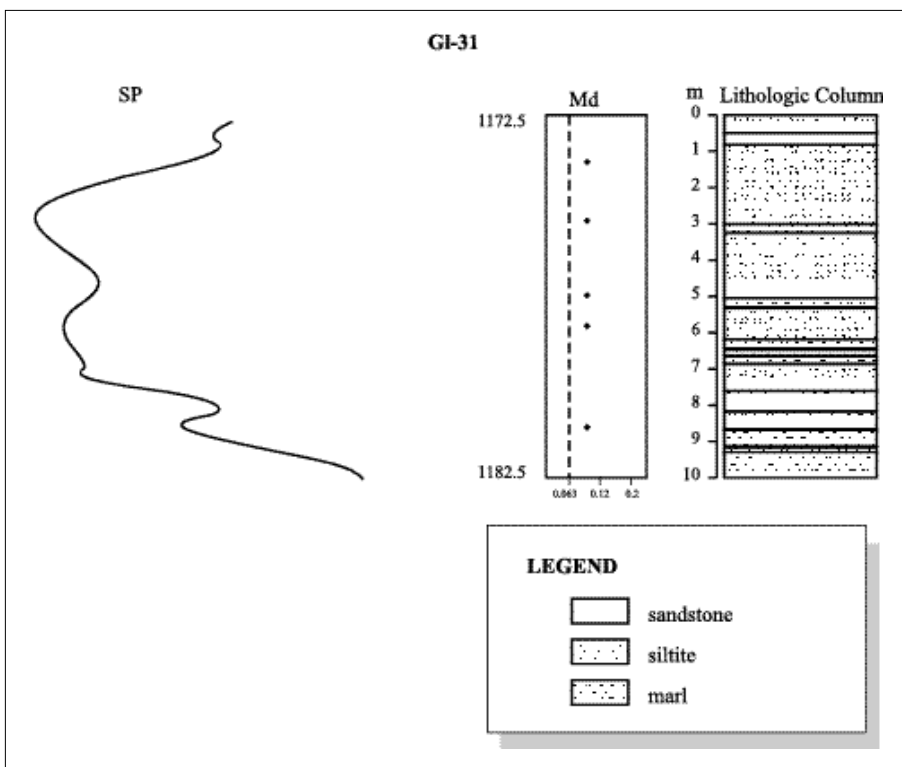 Gl-31
SP
Md
m
Lithologic Column
1172.5
0
1
2
3
4
5
6
7
8
9
10
1182.5
0.063
0.12
0.2
LEGEND
sandstone
siltite
marl